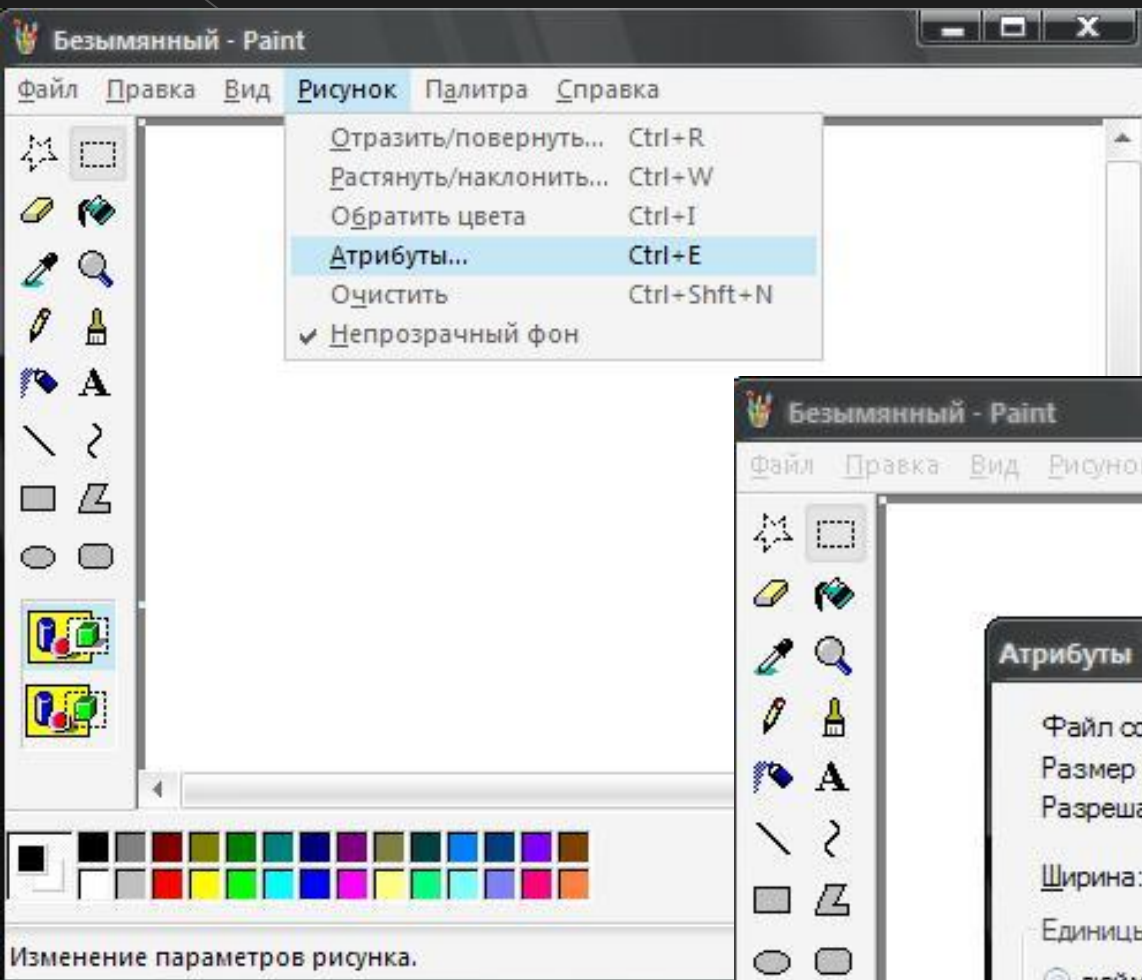 Безымянный - Paint
Файл Правка Вид Рисунок Палитра Справка
Отразить/повернуть... Ctrl+R
Растянуть/наклонить... Ctrl+W
Обратить цвета Ctrl+I
Атрибуты... Ctrl+E
Очистить Ctrl+Shft+N
Непрозрачный фон
A
Изменение параметров рисунка.
Безымянный - Paint
Файл Правка Вид
A
Атрибуты
Файл
Размер
Ширина: